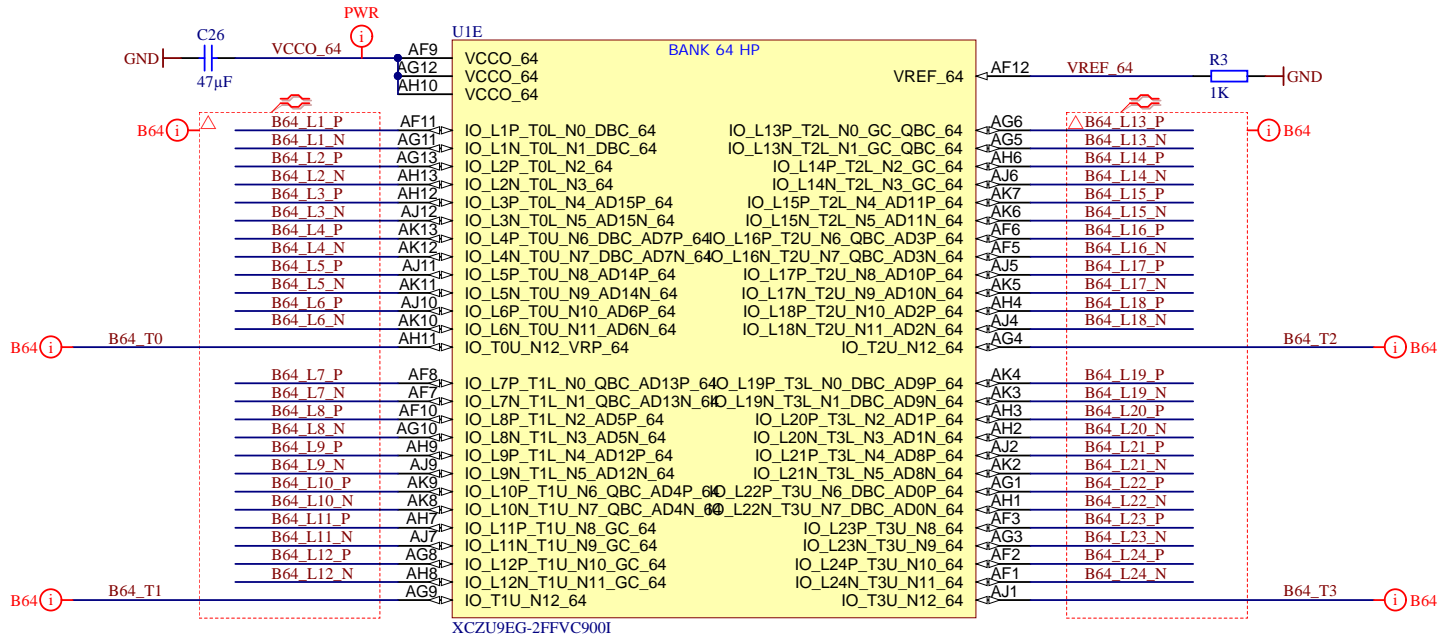 PWR
C26
GND
47µF
VCCO_64
U1E
BANK 64 HP
AF9 VCCO_64
AG12 VCCO_64
AH10 VCCO_64
VREF_64 AF12 VREF_64
R3
1K
GND
B64
B64
B64_L1_P AF11 IO_L1P_T0L_N0_DBC_64 IO_L13P_T2L_N0_GC_QBC_64 AG6 B64_L13_P
B64_L1_N AG11 IO_L1N_T0L_N1_DBC_64 IO_L13N_T2L_N1_GC_QBC_64 AG5 B64_L13_N
B64_L2_P AG13 IO_L2P_T0L_N2_64 IO_L14P_T2L_N2_GC_64 AH6 B64_L14_P
B64_L2_N AH13 IO_L2N_T0L_N3_64 IO_L14N_T2L_N3_GC_64 AJ6 B64_L14_N
B64_L3_P AH12 IO_L3P_T0L_N4_AD15P_64 IO_L15P_T2L_N4_AD11P_64 AK7 B64_L15_P
B64_L3_N AJ12 IO_L3N_T0L_N5_AD15N_64 IO_L15N_T2L_N5_AD11N_64 AK6 B64_L15_N
B64_L4_P AK13 IO_L4P_T0U_N6_DBC_AD7P_64 IO_L16P_T2U_N6_QBC_AD3P_64 AF6 B64_L16_P
B64_L4_N AK12 IO_L4N_T0U_N7_DBC_AD7N_64 IO_L16N_T2U_N7_QBC_AD3N_64 AF5 B64_L16_N
B64_L5_P AJ11 IO_L5P_T0U_N8_AD14P_64 IO_L17P_T2U_N8_AD10P_64 AJ5 B64_L17_P
B64_L5_N AK11 IO_L5N_T0U_N9_AD14N_64 IO_L17N_T2U_N9_AD10N_64 AK5 B64_L17_N
B64_L6_P AJ10 IO_L6P_T0U_N10_AD6P_64 IO_L18P_T2U_N10_AD2P_64 AH4 B64_L18_P
B64_L6_N AK10 IO_L6N_T0U_N11_AD6N_64 IO_L18N_T2U_N11_AD2N_64 AJ4 B64_L18_N
B64 B64_T0 AH11 IO_T0U_N12_VRP_64 IO_T2U_N12_64 AG4 B64_T2 B64
B64_L7_P AF8 IO_L7P_T1L_N0_QBC_AD13P_64 IO_L19P_T3L_N0_DBC_AD9P_64 AK4 B64_L19_P
B64_L7_N AF7 IO_L7N_T1L_N1_QBC_AD13N_64 IO_L19N_T3L_N1_DBC_AD9N_64 AK3 B64_L19_N
B64_L8_P AF10 IO_L8P_T1L_N2_AD5P_64 IO_L20P_T3L_N2_AD1P_64 AH3 B64_L20_P
B64_L8_N AG10 IO_L8N_T1L_N3_AD5N_64 IO_L20N_T3L_N3_AD1N_64 AH2 B64_L20_N
B64_L9_P AH9 IO_L9P_T1L_N4_AD12P_64 IO_L21P_T3L_N4_AD8P_64 AJ2 B64_L21_P
B64_L9_N AJ9 IO_L9N_T1L_N5_AD12N_64 IO_L21N_T3L_N5_AD8N_64 AK2 B64_L21_N
B64_L10_P AK9 IO_L10P_T1U_N6_QBC_AD4P_64 IO_L22P_T3U_N6_DBC_AD0P_64 AG1 B64_L22_P
B64_L10_N AK8 IO_L10N_T1U_N7_QBC_AD4N_64 IO_L22N_T3U_N7_DBC_AD0N_64 AH1 B64_L22_N
B64_L11_P AH7 IO_L11P_T1U_N8_GC_64 IO_L23P_T3U_N8_64 AF3 B64_L23_P
B64_L11_N AJ7 IO_L11N_T1U_N9_GC_64 IO_L23N_T3U_N9_64 AG3 B64_L23_N
B64_L12_P AG8 IO_L12P_T1U_N10_GC_64 IO_L24P_T3U_N10_64 AF2 B64_L24_P
B64_L12_N AH8 IO_L12N_T1U_N11_GC_64 IO_L24N_T3U_N11_64 AF1 B64_L24_N
B64 B64_T1 AG9 IO_T1U_N12_64 IO_T3U_N12_64 AJ1 B64_T3 B64
XCZU9EG-2FFVC900I